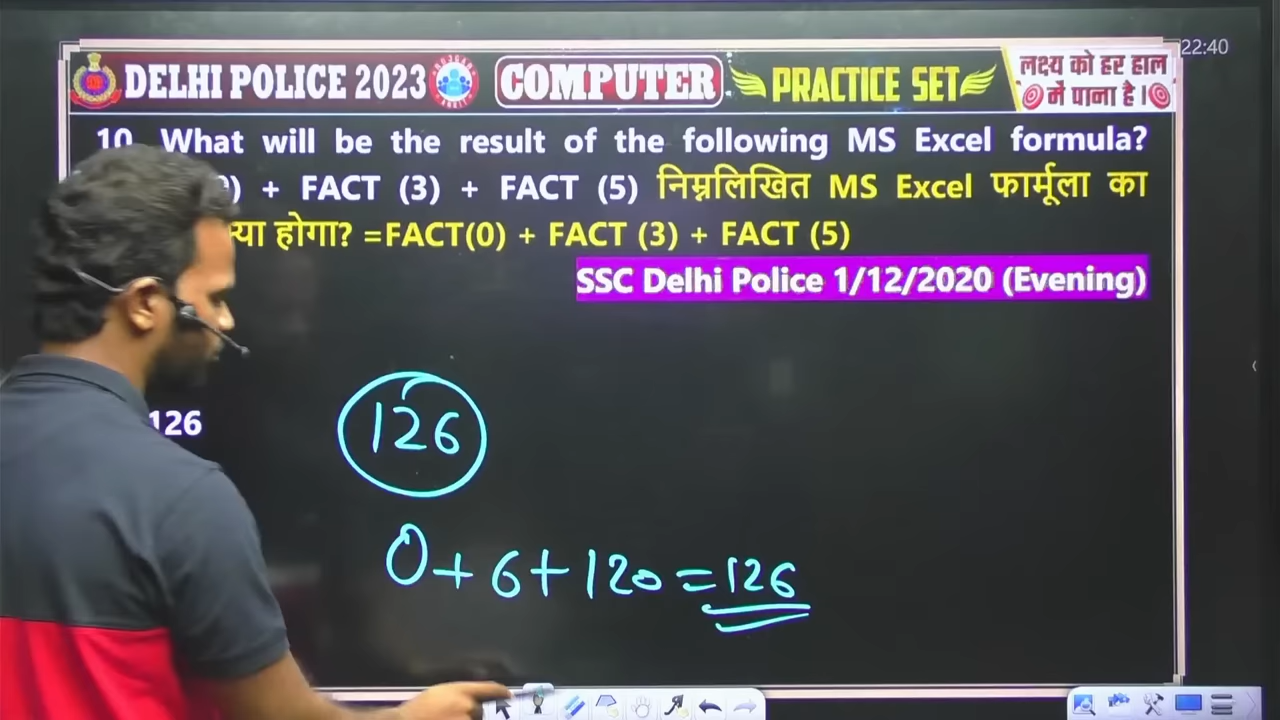 22:40
DELHI POLICE 2023 COMPUTER PRACTICE SET लक्ष्य को हर हाल
में पाना है।
10. What will be the result of the following MS Excel formula?
) + FACT (3) + FACT (5) निम्नलिखित MS Excel फार्मूला का
होगा? =FACT(0) + FACT (3) + FACT (5)
SSC Delhi Police 1/12/2020 (Evening)
126
126
0 + 6 + 120 = 126